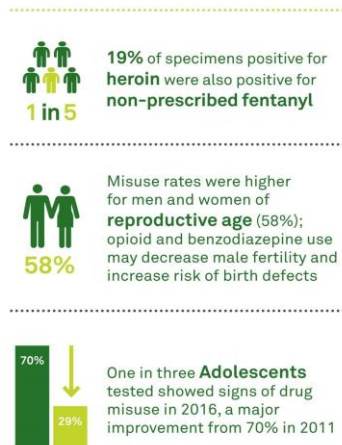 19% of specimens positive for
heroin were also positive for
non-prescribed fentanyl
1 in 5
Misuse rates were higher
for men and women of
reproductive age (58%);
opioid and benzodiazepine use
may decrease male fertility and
increase risk of birth defects
58%
70%
29%
One in three Adolescents
tested showed signs of drug
misuse in 2016, a major
improvement from 70% in 2011